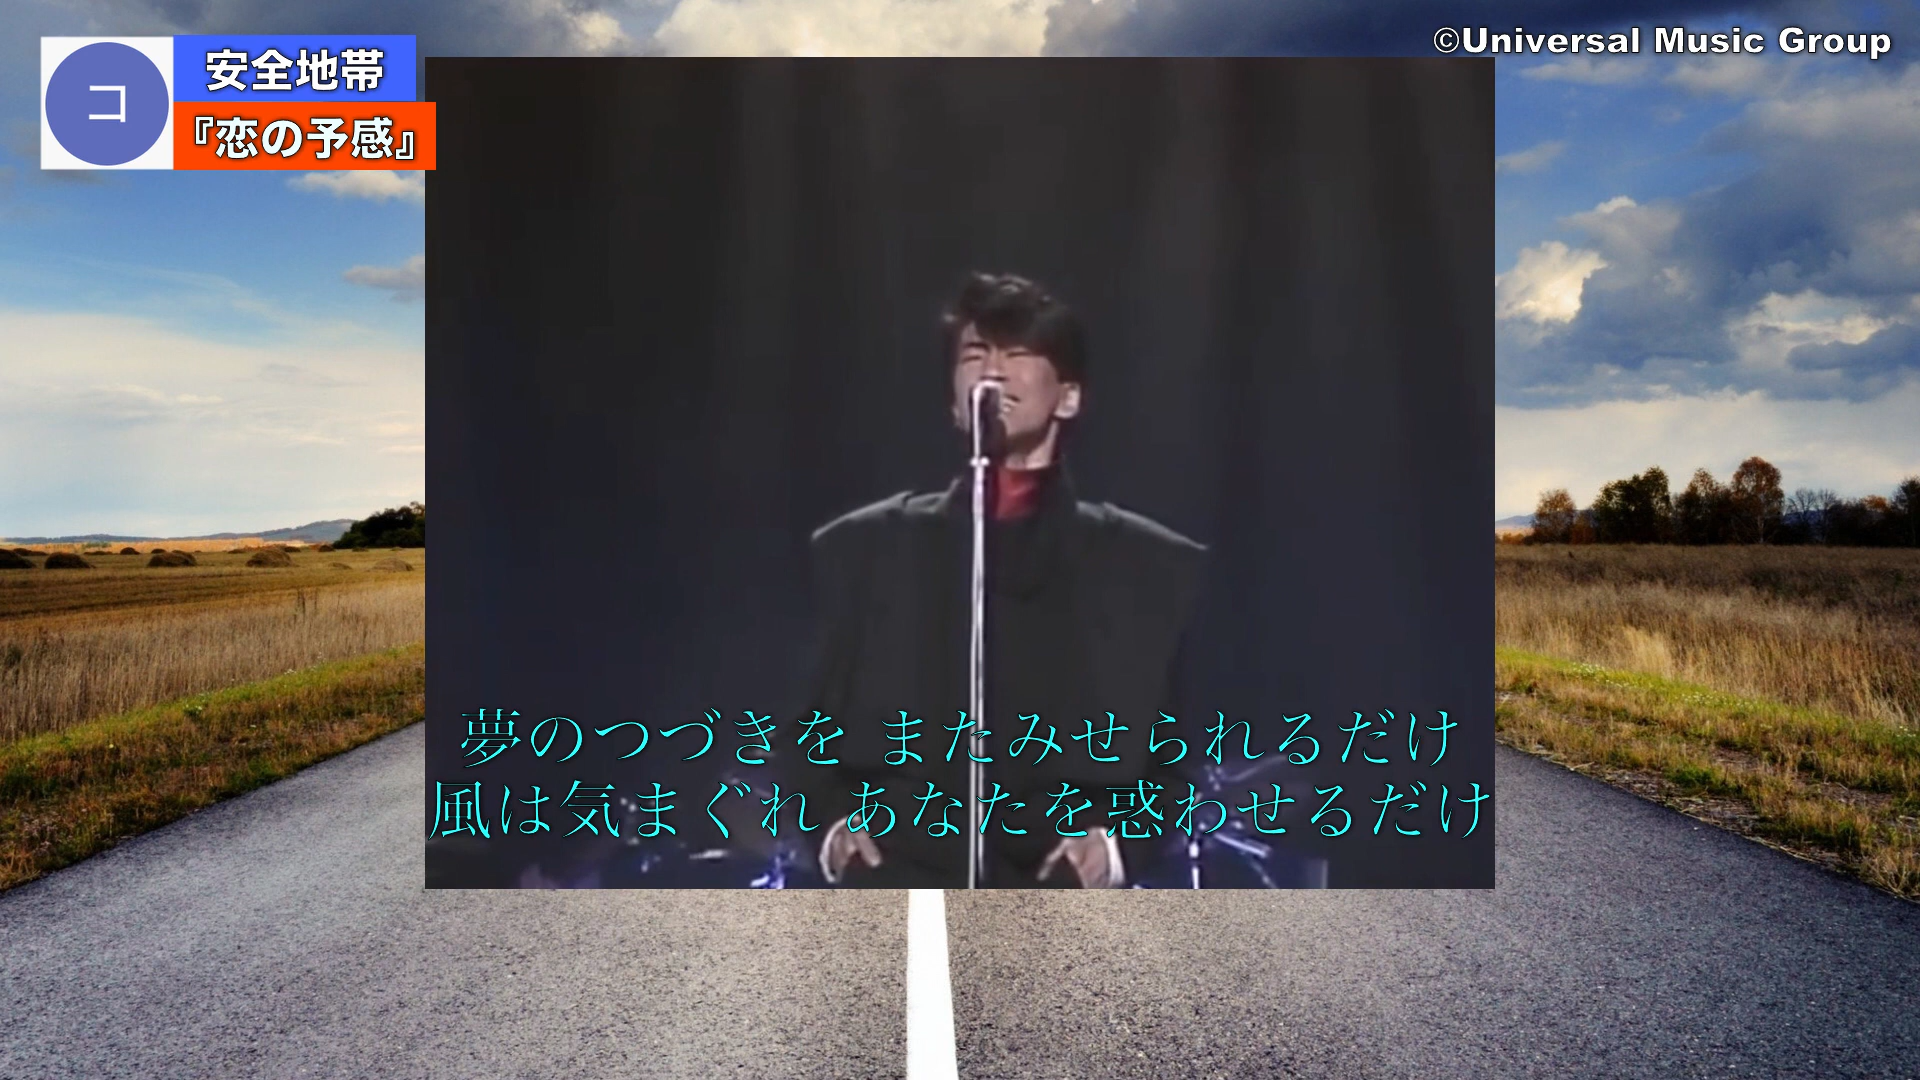 コ
安全地帯
『恋の予感』
©Universal Music Group
夢のつづきを またみせられるだけ
風は気まぐれ あなたを惑わせるだけ